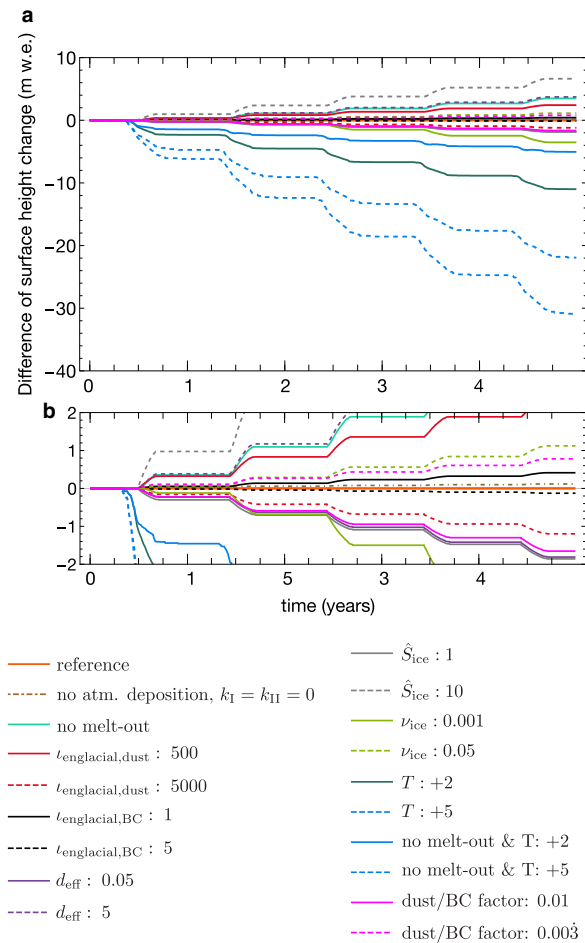 a
Difference of surface height change (m w.e.)
10
0
−10
−20
−30
−40
0 1 2 3 4
b
2
1
0
−1
−2
0 1 5 4
time (years)
reference
no atm. deposition, k_I = k_II = 0
no melt-out
ι_englacial,dust : 500
ι_englacial,dust : 5000
ι_englacial,BC : 1
ι_englacial,BC : 5
d_eff : 0.05
d_eff : 5
Ŝ_ice : 1
Ŝ_ice : 10
ν_ice : 0.001
ν_ice : 0.05
T : +2
T : +5
no melt-out & T: +2
no melt-out & T: +5
dust/BC factor: 0.01
dust/BC factor: 0.003̇